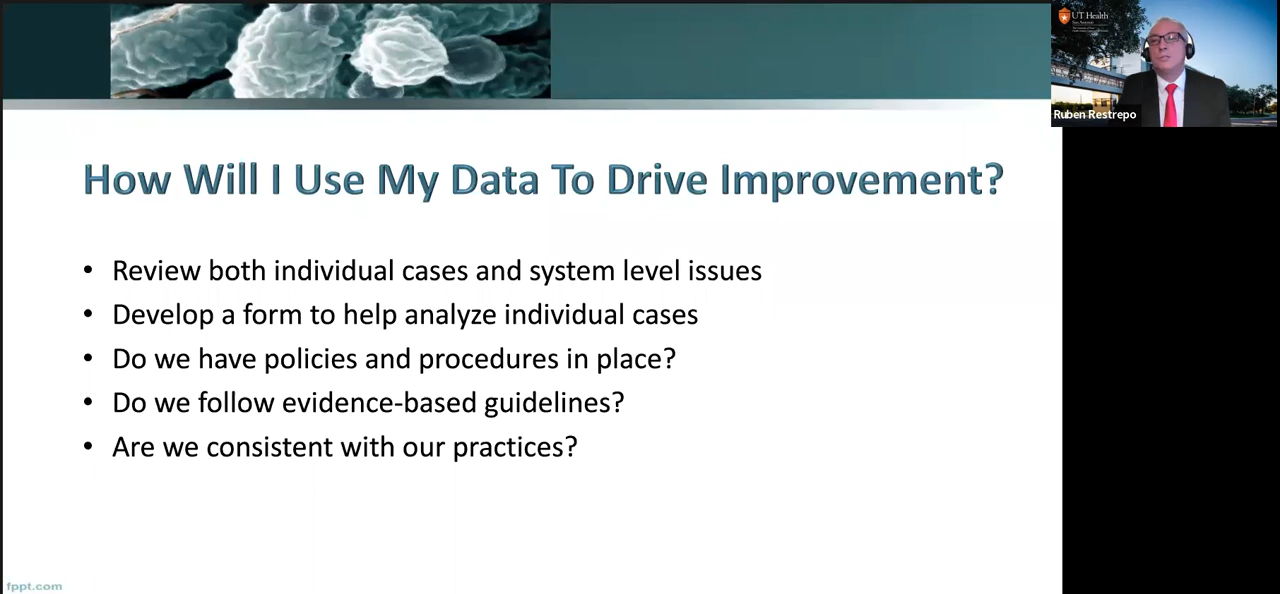 UT Health
San Antonio
Ruben Restrepo
How Will I Use My Data To Drive Improvement?
• Review both individual cases and system level issues
• Develop a form to help analyze individual cases
• Do we have policies and procedures in place?
• Do we follow evidence-based guidelines?
• Are we consistent with our practices?
fppt.com